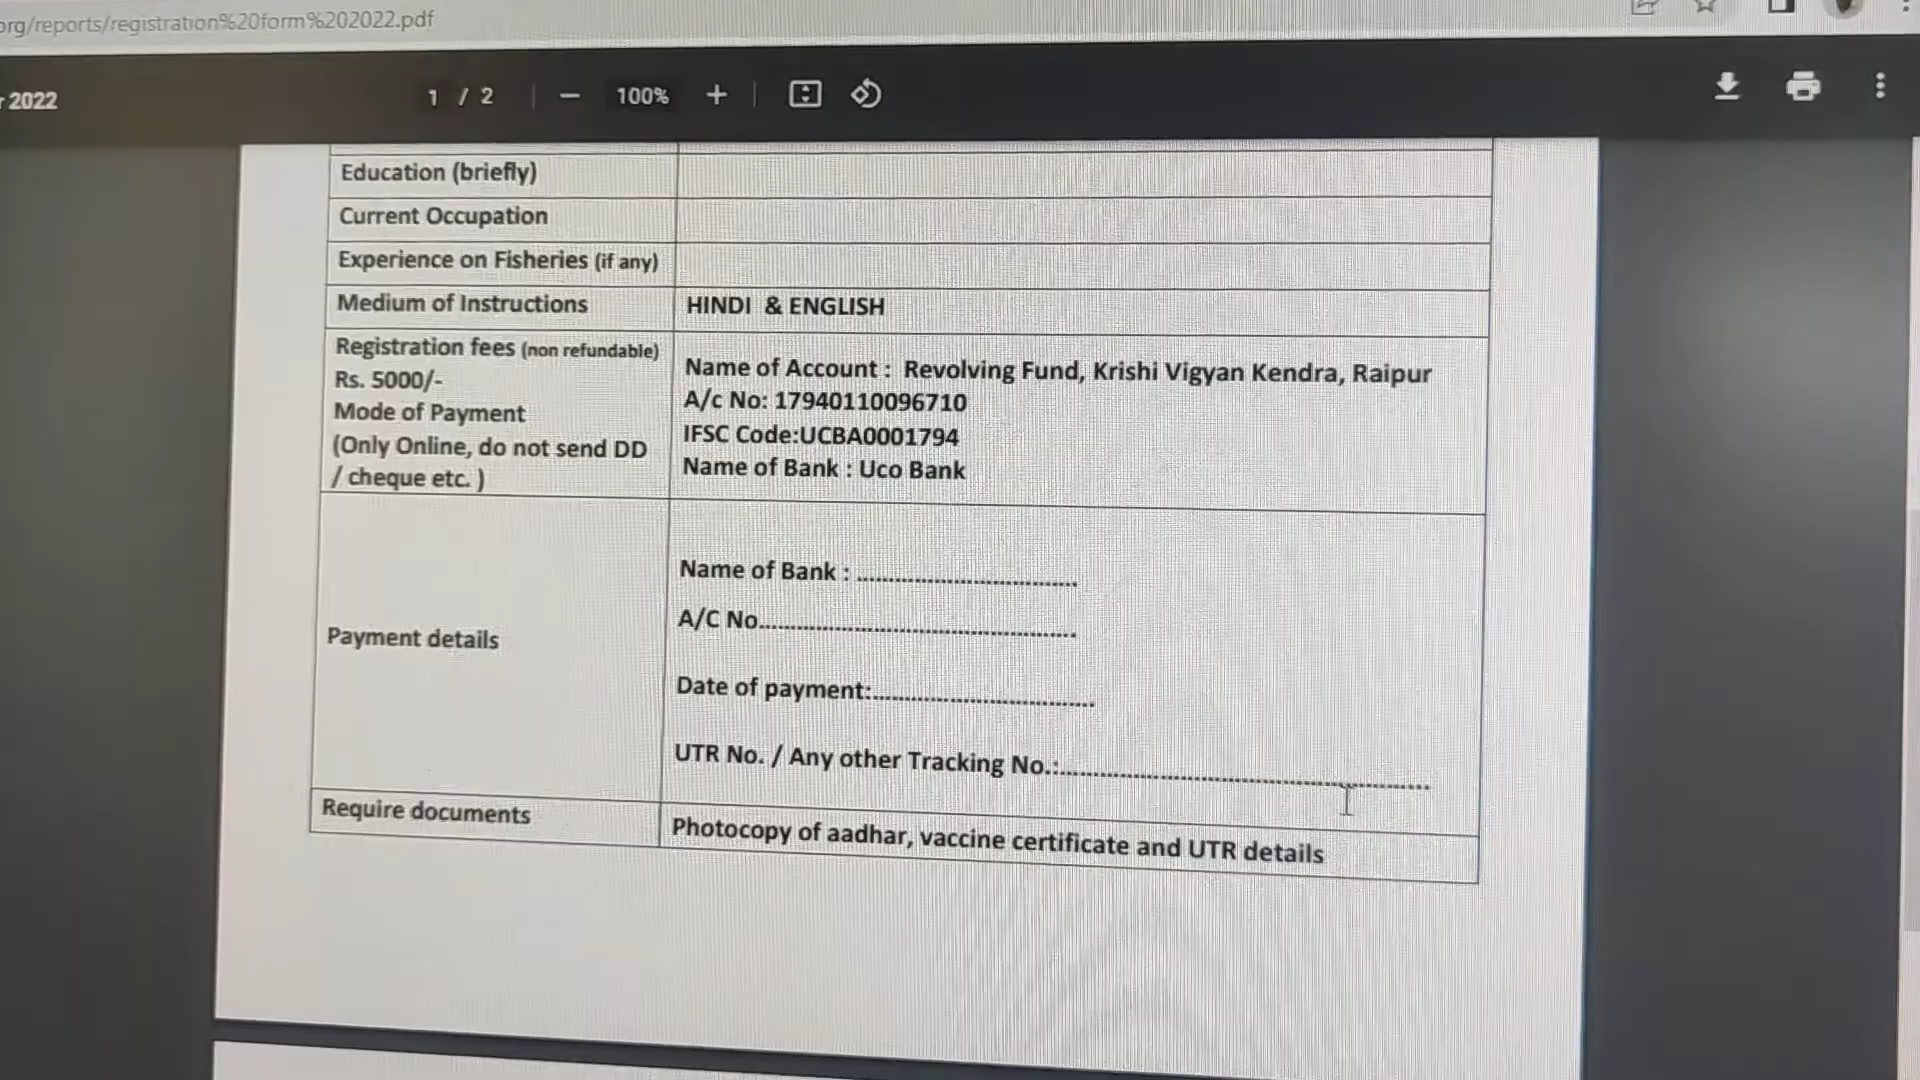 org/reports/registration%20form%202022.pdf
2022
1 / 2
100%
Education (briefly)
Current Occupation
Experience on Fisheries (if any)
Medium of Instructions
HINDI & ENGLISH
Registration fees (non refundable)
Rs. 5000/-
Mode of Payment
(Only Online, do not send DD
/ cheque etc. )
Name of Account : Revolving Fund, Krishi Vigyan Kendra, Raipur
A/c No: 17940110096710
IFSC Code:UCBA0001794
Name of Bank : Uco Bank
Payment details
Name of Bank : ........................................
A/C No.........................................................
Date of payment:........................................
UTR No. / Any other Tracking No.:...................................................................
Require documents
Photocopy of aadhar, vaccine certificate and UTR details